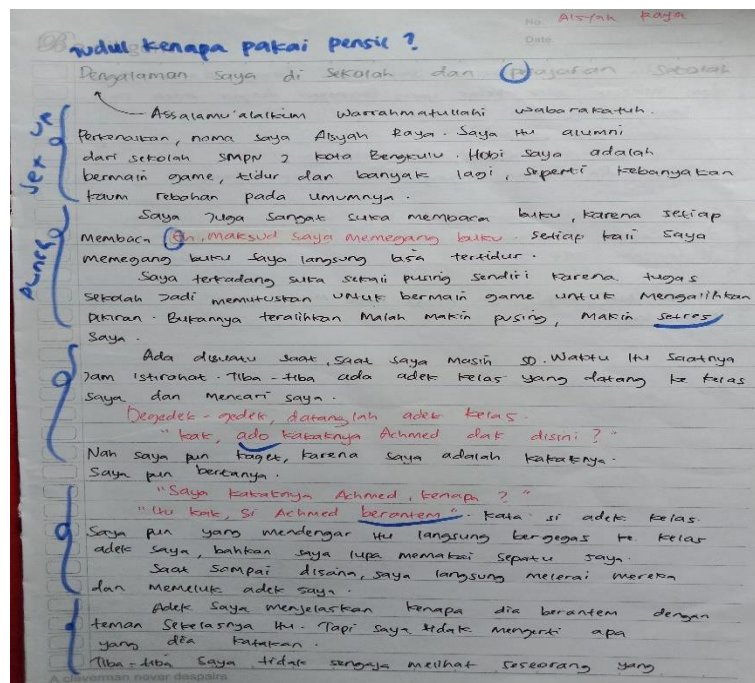 No. Aisyah Raya
Date
Judul kenapa pakai pensil?
Pengalaman saya di sekolah dan pelajaran sekolah
Assalamu'alaikum Warrahmatullahi wabarakatuh.
Perkenalkan, nama saya Aisyah Raya. Saya itu alumni
dari sekolah SMPN 2 kota Bengkulu. Hobi saya adalah
bermain game, tidur dan banyak lagi, seperti kebanyakan
kaum rebahan pada umumnya.
Saya juga sangat suka membaca buku, karena setiap
membaca eh, maksud saya memegang buku setiap kali saya
memegang buku saya langsung bisa tertidur.
Saya terkadang suka sekali pusing sendiri karena tugas
sekolah jadi memutuskan untuk bermain game untuk mengalihkan
pikiran. Bukannya teralihkan malah makin pusing, makin setres
saya.
Ada disuatu saat, saat saya masih SD. Waktu itu saatnya
jam istirahat. Tiba-tiba ada adek kelas yang datang ke kelas
saya dan mencari saya.
Degedek-gedek, datanglah adek kelas.
"kak, ado kakaknya Achmed dak disini?"
Nah saya pun kaget, karena saya adalah kakaknya.
Saya pun bertanya.
"Saya kakaknya Achmed, kenapa?"
"Itu kak, si Achmed berantem". kata si adek kelas.
Saya pun yang mendengar itu langsung bergegas ke kelas
adek saya, bahkan saya lupa memakai sepatu saya.
Saat sampai disana, saya langsung melerai mereka
dan memeluk adek saya.
Adek saya menjelaskan kenapa dia berantem dengan
teman sekelasnya itu. Tapi saya tidak mengerti apa
yang dia katakan.
Tiba-tiba saya tidak sengaja melihat seseorang yang
A cleverman never despairs